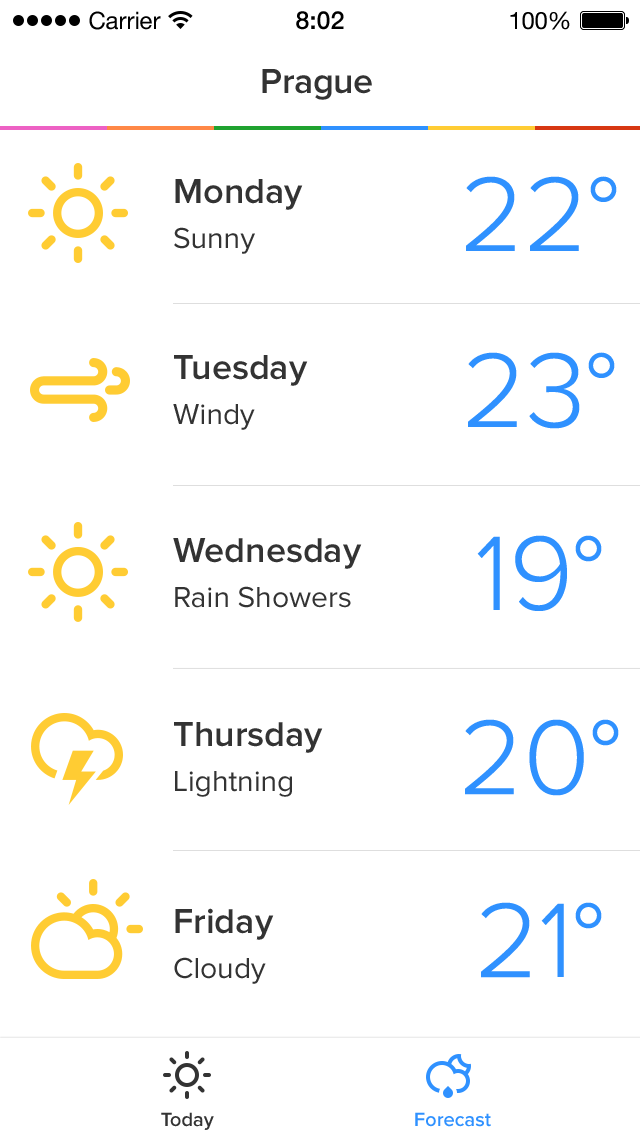 ●●●●● Carrier 8:02 100%
Prague
Monday
Sunny
22°
Tuesday
Windy
23°
Wednesday
Rain Showers
19°
Thursday
Lightning
20°
Friday
Cloudy
21°
Today
Forecast